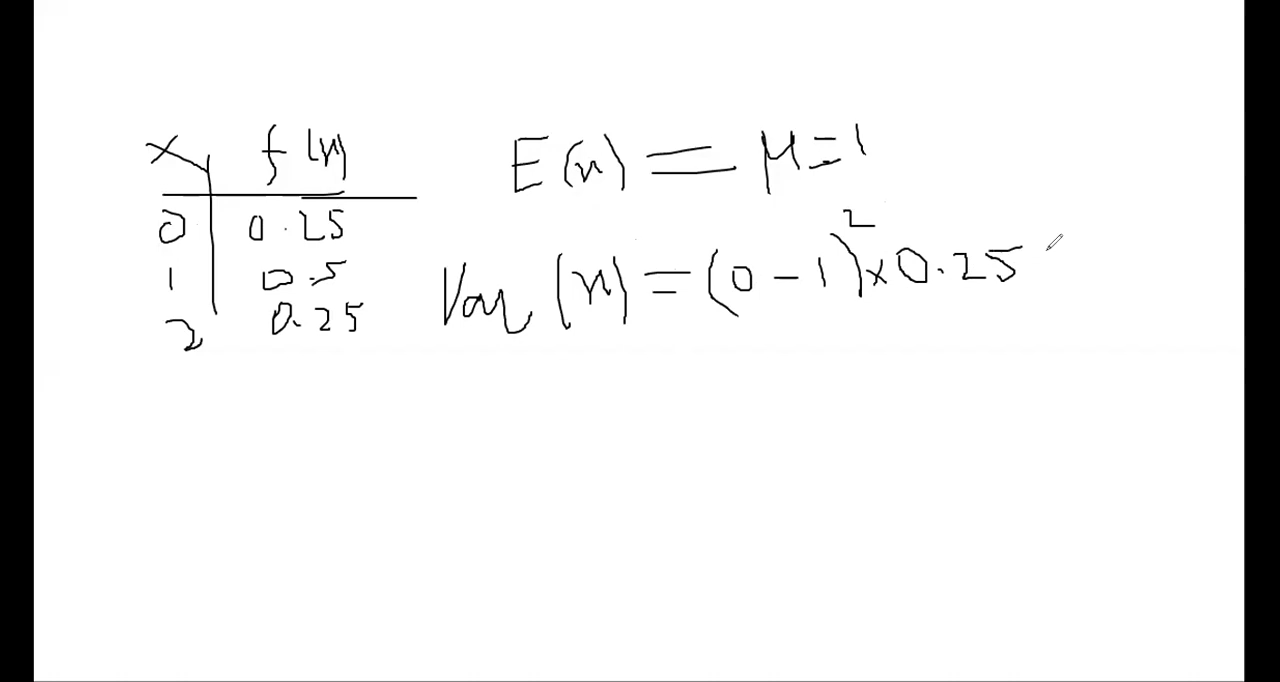 x f(x)
0 0.25
1 0.5
2 0.25
E(x) = μ = 1
Var(x) = (0 - 1)² × 0.25